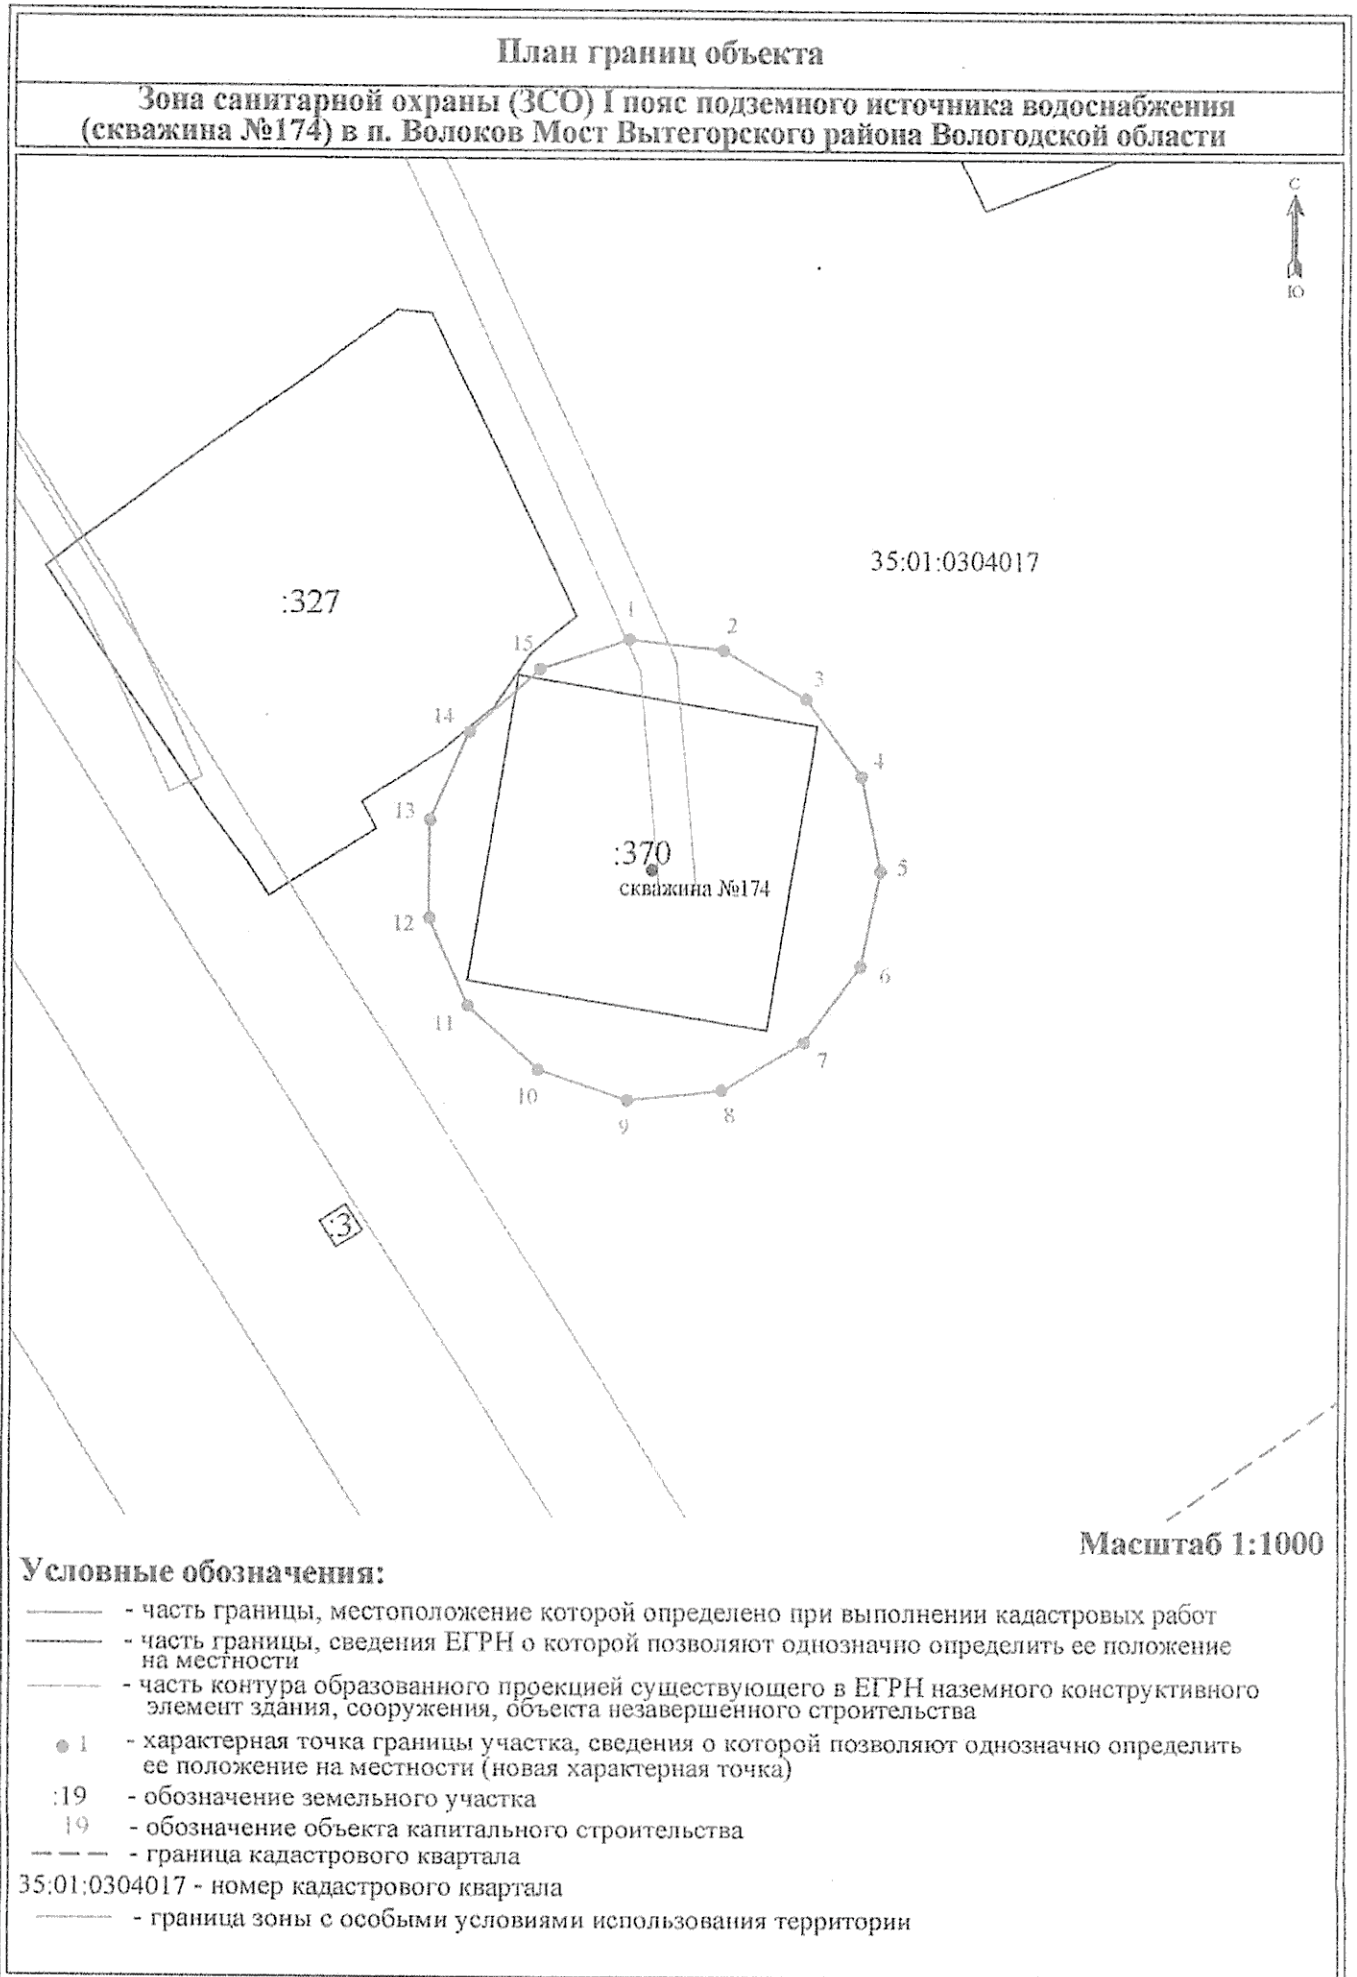 План границ объекта
Зона санитарной охраны (ЗСО) I пояс подземного источника водоснабжения
(скважина №174) в п. Волоков Мост Вытегорского района Вологодской области
С
Ю
35:01:0304017
:327
1
2
15
3
14
4
13
:370
5
скважина №174
12
6
11
7
10
8
9
:3
Масштаб 1:1000
Условные обозначения:
- часть границы, местоположение которой определено при выполнении кадастровых работ
- часть границы, сведения ЕГРН о которой позволяют однозначно определить ее положение
на местности
- часть контура образованного проекцией существующего в ЕГРН наземного конструктивного
элемент здания, сооружения, объекта незавершенного строительства
1 - характерная точка границы участка, сведения о которой позволяют однозначно определить
ее положение на местности (новая характерная точка)
:19 - обозначение земельного участка
19 - обозначение объекта капитального строительства
- граница кадастрового квартала
35:01:0304017 - номер кадастрового квартала
- граница зоны с особыми условиями использования территории